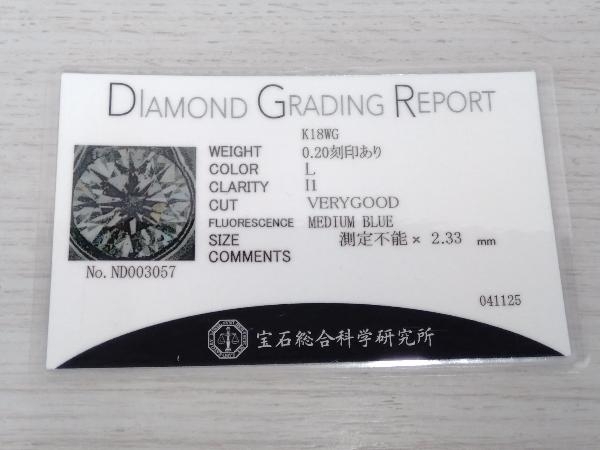 DIAMOND GRADING REPORT
K18WG
WEIGHT 0.20刻印あり
COLOR L
CLARITY I1
CUT VERYGOOD
FLUORESCENCE MEDIUM BLUE
SIZE 測定不能 × 2.33 mm
COMMENTS
No. ND003057
041125
宝石総合科学研究所